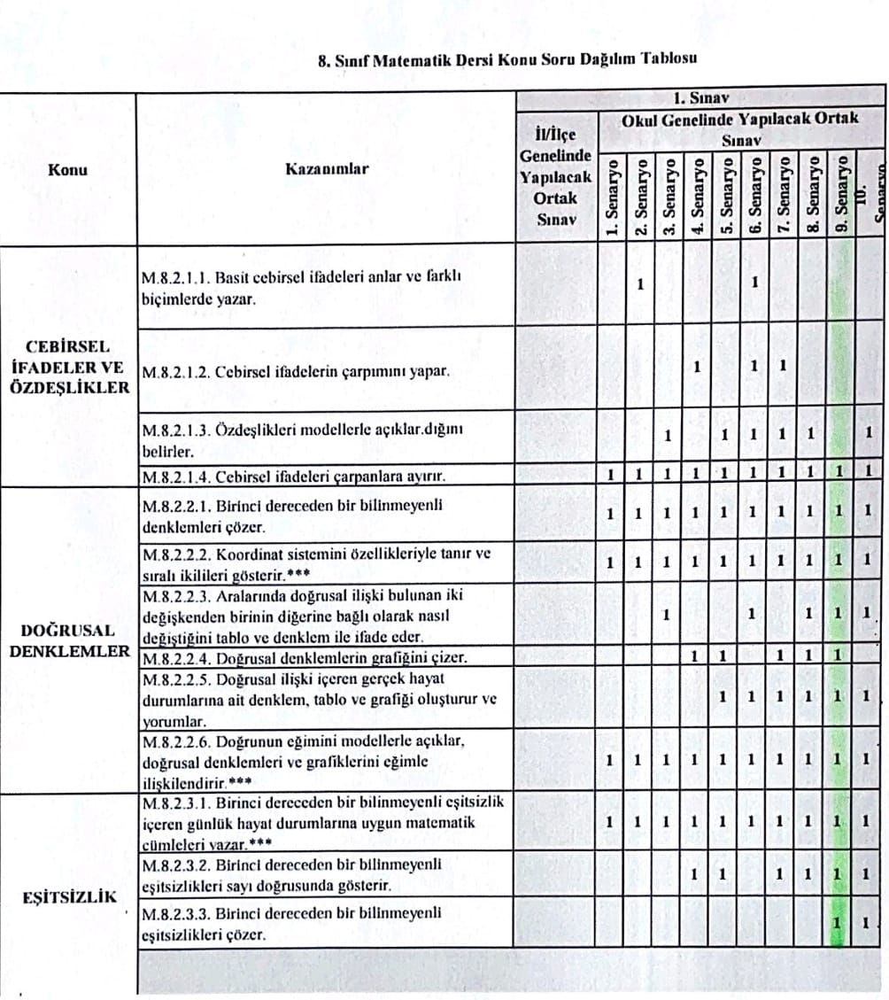 8. Sınıf Matematik Dersi Konu Soru Dağılım Tablosu
Konu
Kazanımlar
1. Sınav
İl/İlçe
Genelinde
Yapılacak
Ortak
Sınav
Okul Genelinde Yapılacak Ortak
Sınav
1. Senaryo
2. Senaryo
3. Senaryo
4. Senaryo
5. Senaryo
6. Senaryo
7. Senaryo
8. Senaryo
9. Senaryo
10.
Senaryo
CEBİRSEL
İFADELER VE
ÖZDEŞLİKLER
M.8.2.1.1. Basit cebirsel ifadeleri anlar ve farklı
biçimlerde yazar.
1 1
M.8.2.1.2. Cebirsel ifadelerin çarpımını yapar.
1 1 1
M.8.2.1.3. Özdeşlikleri modellerle açıklar.dığını
belirler.
1 1 1 1 1 1
M.8.2.1.4. Cebirsel ifadeleri çarpanlara ayırır.
1 1 1 1 1 1 1 1 1 1
DOĞRUSAL
DENKLEMLER
M.8.2.2.1. Birinci dereceden bir bilinmeyenli
denklemleri çözer.
1 1 1 1 1 1 1 1 1 1
M.8.2.2.2. Koordinat sistemini özellikleriyle tanır ve
sıralı ikilileri gösterir.***
1 1 1 1 1 1 1 1 1 1
M.8.2.2.3. Aralarında doğrusal ilişki bulunan iki
değişkenden birinin diğerine bağlı olarak nasıl
değiştiğini tablo ve denklem ile ifade eder.
1 1 1 1 1
M.8.2.2.4. Doğrusal denklemlerin grafiğini çizer.
1 1 1 1 1
M.8.2.2.5. Doğrusal ilişki içeren gerçek hayat
durumlarına ait denklem, tablo ve grafiği oluşturur ve
yorumlar.
1 1 1 1 1 1
M.8.2.2.6. Doğrunun eğimini modellerle açıklar,
doğrusal denklemleri ve grafiklerini eğimle
ilişkilendirir.***
1 1 1 1 1 1 1 1 1 1
EŞİTSİZLİK
M.8.2.3.1. Birinci dereceden bir bilinmeyenli eşitsizlik
içeren günlük hayat durumlarına uygun matematik
cümleleri yazar.***
1 1 1 1 1 1 1 1 1 1
M.8.2.3.2. Birinci dereceden bir bilinmeyenli
eşitsizlikleri sayı doğrusunda gösterir.
1 1 1 1 1 1
M.8.2.3.3. Birinci dereceden bir bilinmeyenli
eşitsizlikleri çözer.
1 1